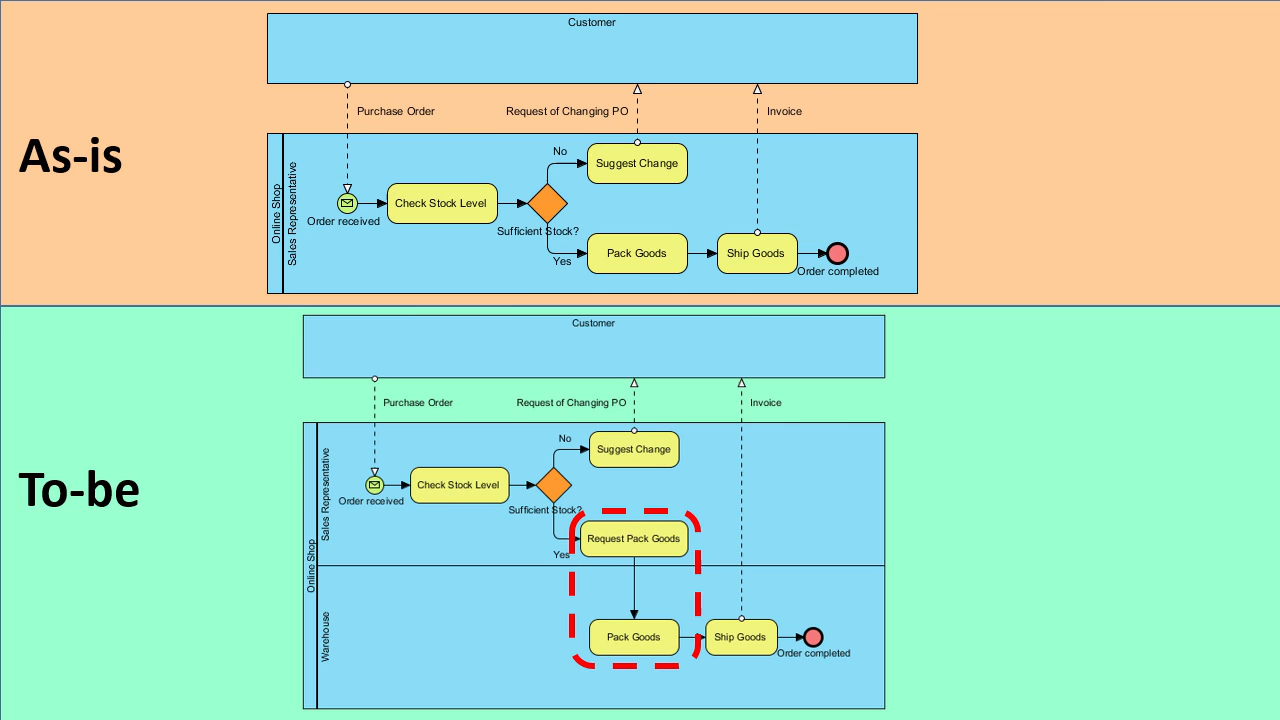 Customer
As-is
Purchase Order
Request of Changing PO
Invoice
Online Shop
Sales Representative
Order received
Check Stock Level
Sufficient Stock?
No
Suggest Change
Yes
Pack Goods
Ship Goods
Order completed
To-be
Customer
Purchase Order
Request of Changing PO
Invoice
Online Shop
Sales Representative
Order received
Check Stock Level
Sufficient Stock?
No
Suggest Change
Yes
Request Pack Goods
Warehouse
Pack Goods
Ship Goods
Order completed